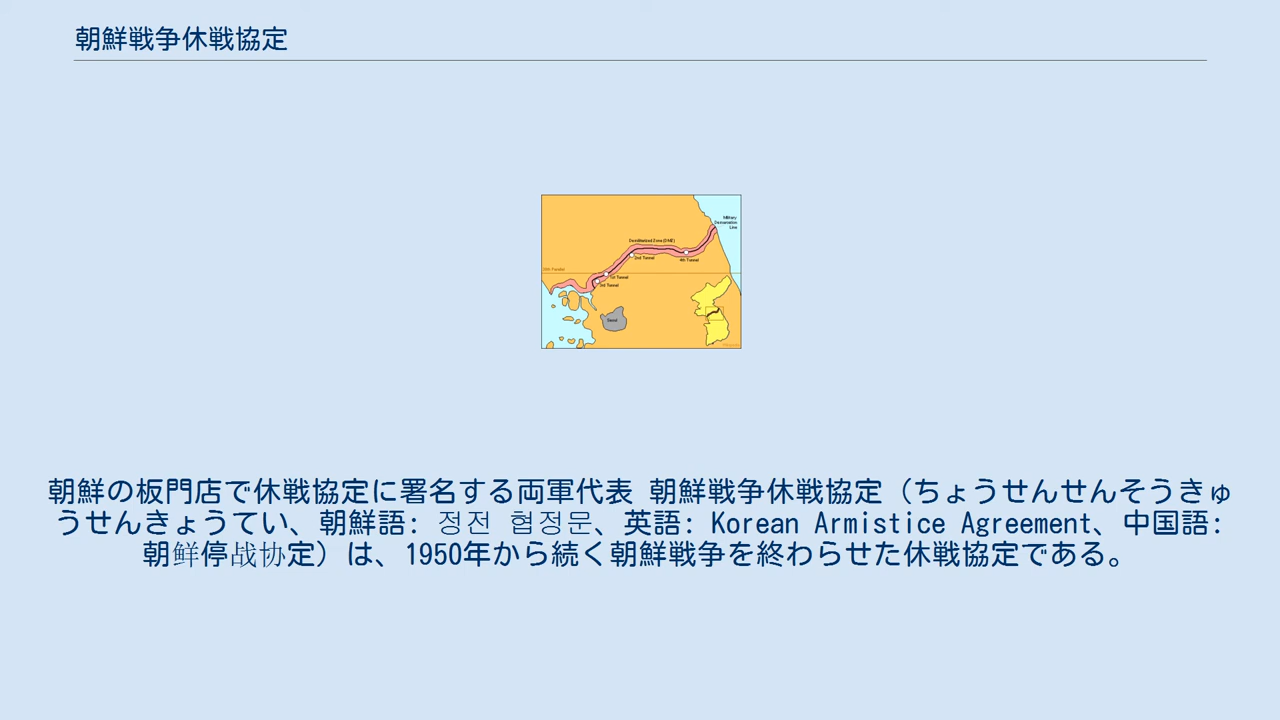 朝鮮戦争休戦協定
Military
Demarcation
Line
Demilitarized Zone (DMZ)
2nd Tunnel
4th Tunnel
38th Parallel
1st Tunnel
3rd Tunnel
Seoul
朝鮮の板門店で休戦協定に署名する両軍代表 朝鮮戦争休戦協定（ちょうせんせんそうきゅ
うせんきょうてい、朝鮮語: 정전 협정문、英語: Korean Armistice Agreement、中国語:
朝鲜停战协定）は、1950年から続く朝鮮戦争を終わらせた休戦協定である。